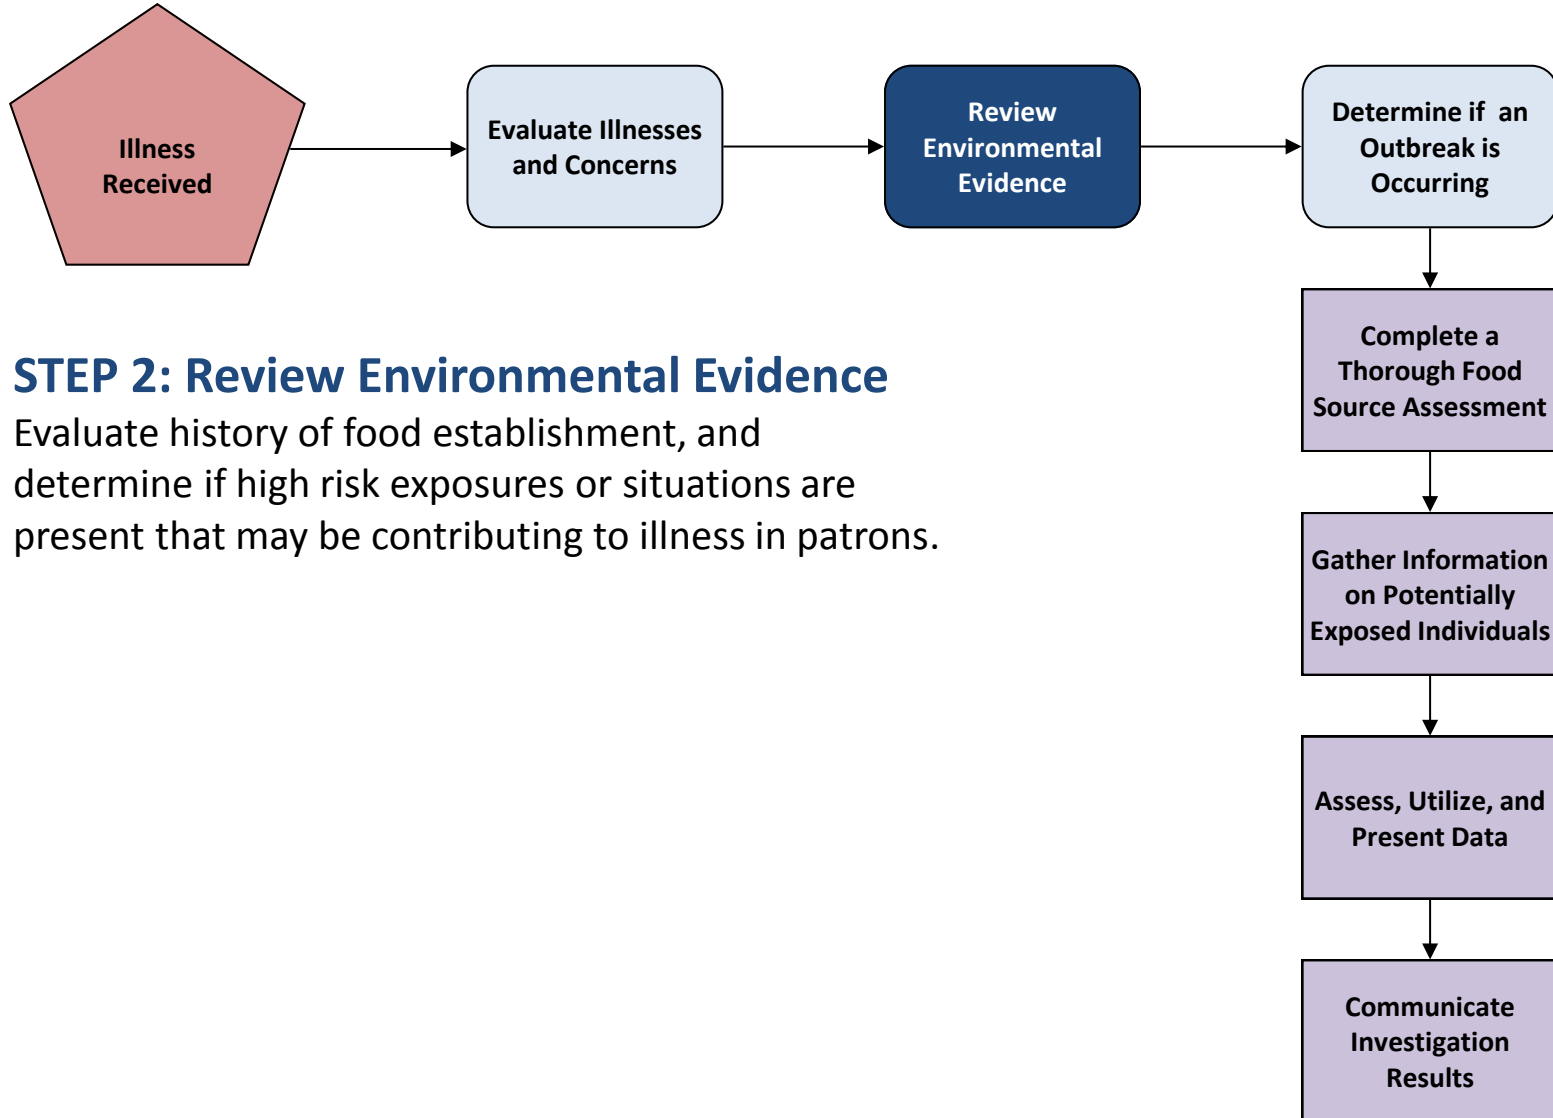 Illness
Received
Evaluate Illnesses
and Concerns
Review
Environmental
Evidence
Determine if an
Outbreak is
Occurring
STEP 2: Review Environmental Evidence
Evaluate history of food establishment, and
determine if high risk exposures or situations are
present that may be contributing to illness in patrons.
Complete a
Thorough Food
Source Assessment
Gather Information
on Potentially
Exposed Individuals
Assess, Utilize, and
Present Data
Communicate
Investigation
Results